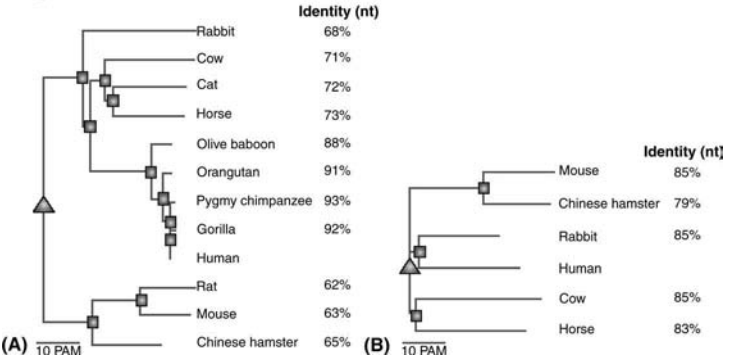 Identity (nt)
Rabbit 68%
Cow 71%
Cat 72%
Horse 73%
Olive baboon 88%
Orangutan 91%
Pygmy chimpanzee 93%
Gorilla 92%
Human
Rat 62%
Mouse 63%
Chinese hamster 65%
(A) 10 PAM
Identity (nt)
Mouse 85%
Chinese hamster 79%
Rabbit 85%
Human
Cow 85%
Horse 83%
(B) 10 PAM